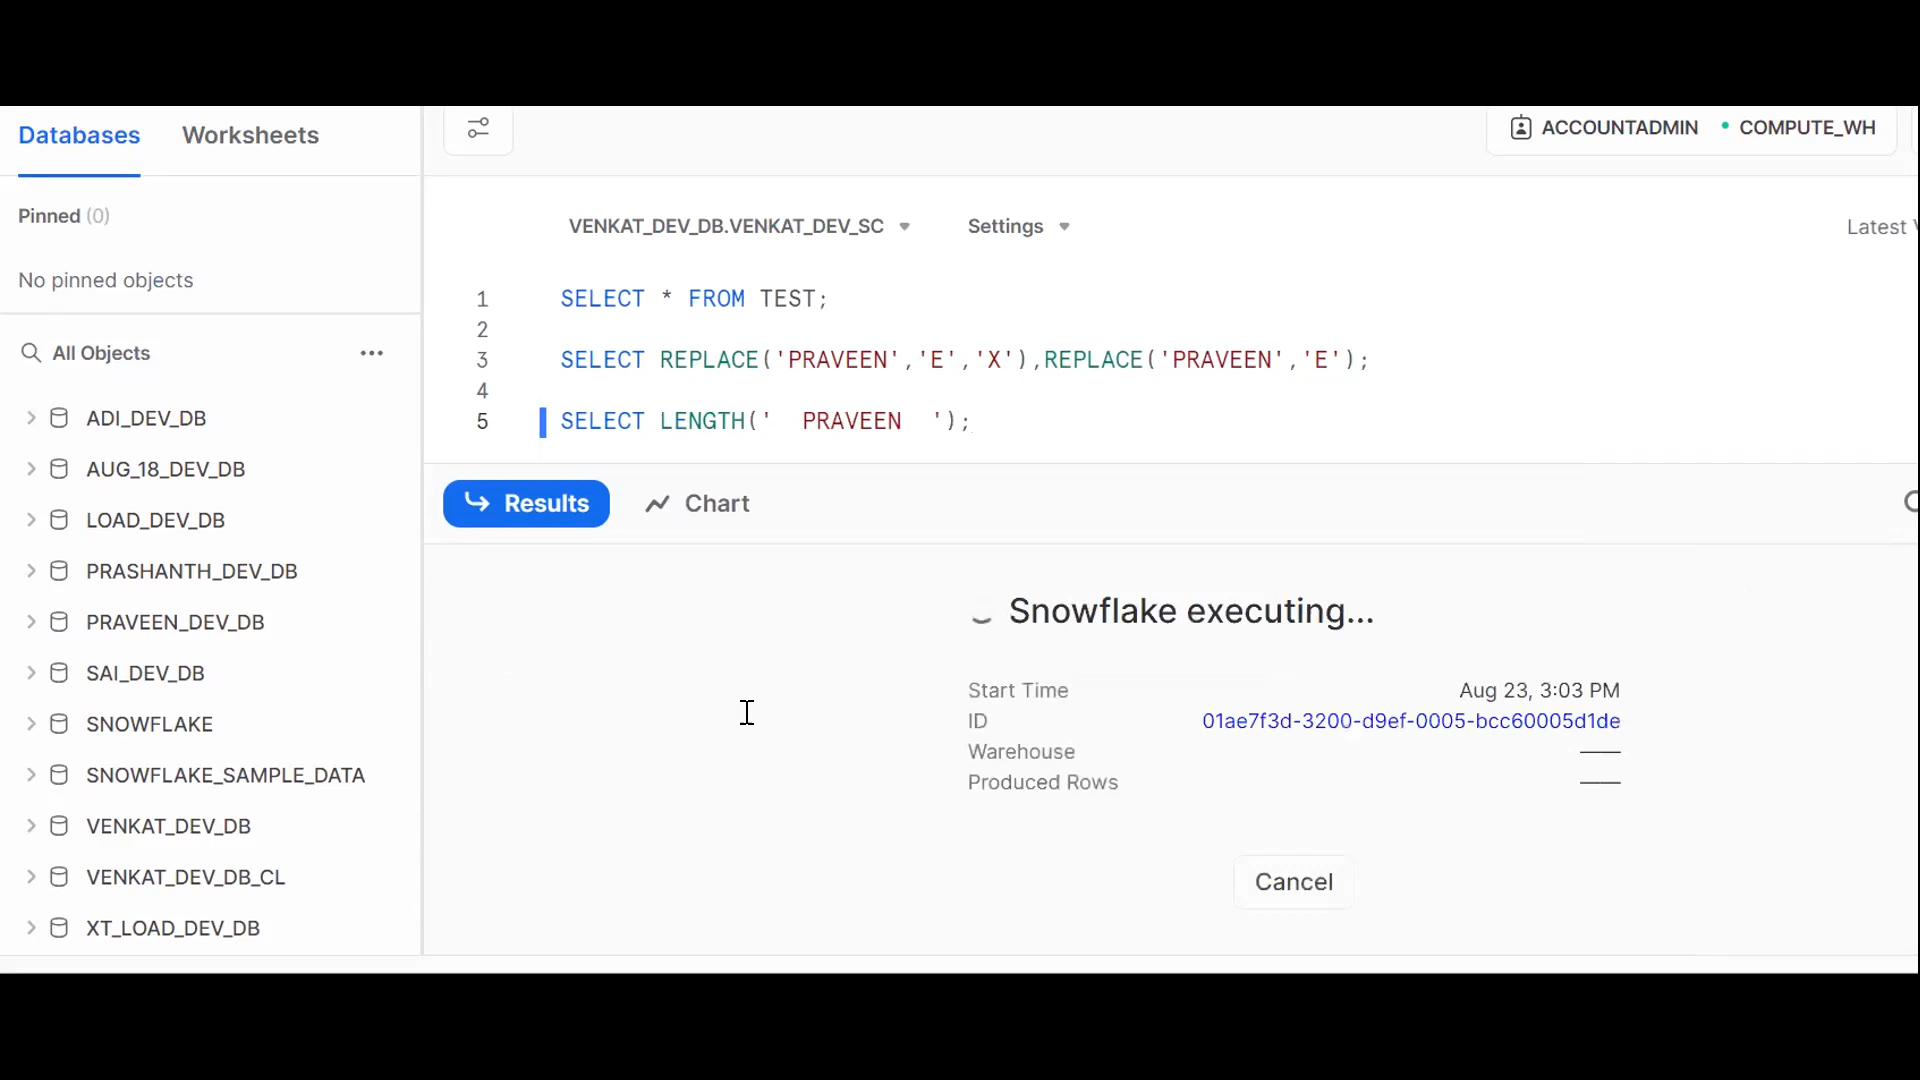 Databases Worksheets
ACCOUNTADMIN • COMPUTE_WH
Pinned (0)
VENKAT_DEV_DB.VENKAT_DEV_SC Settings Latest
No pinned objects
All Objects ...
ADI_DEV_DB
AUG_18_DEV_DB
LOAD_DEV_DB
PRASHANTH_DEV_DB
PRAVEEN_DEV_DB
SAI_DEV_DB
SNOWFLAKE
SNOWFLAKE_SAMPLE_DATA
VENKAT_DEV_DB
VENKAT_DEV_DB_CL
XT_LOAD_DEV_DB
1 SELECT * FROM TEST;
2
3 SELECT REPLACE('PRAVEEN','E','X'),REPLACE('PRAVEEN','E');
4
5 SELECT LENGTH('  PRAVEEN  ');
Results Chart
Snowflake executing...
Start Time Aug 23, 3:03 PM
ID 01ae7f3d-3200-d9ef-0005-bcc60005d1de
Warehouse ——
Produced Rows ——
Cancel